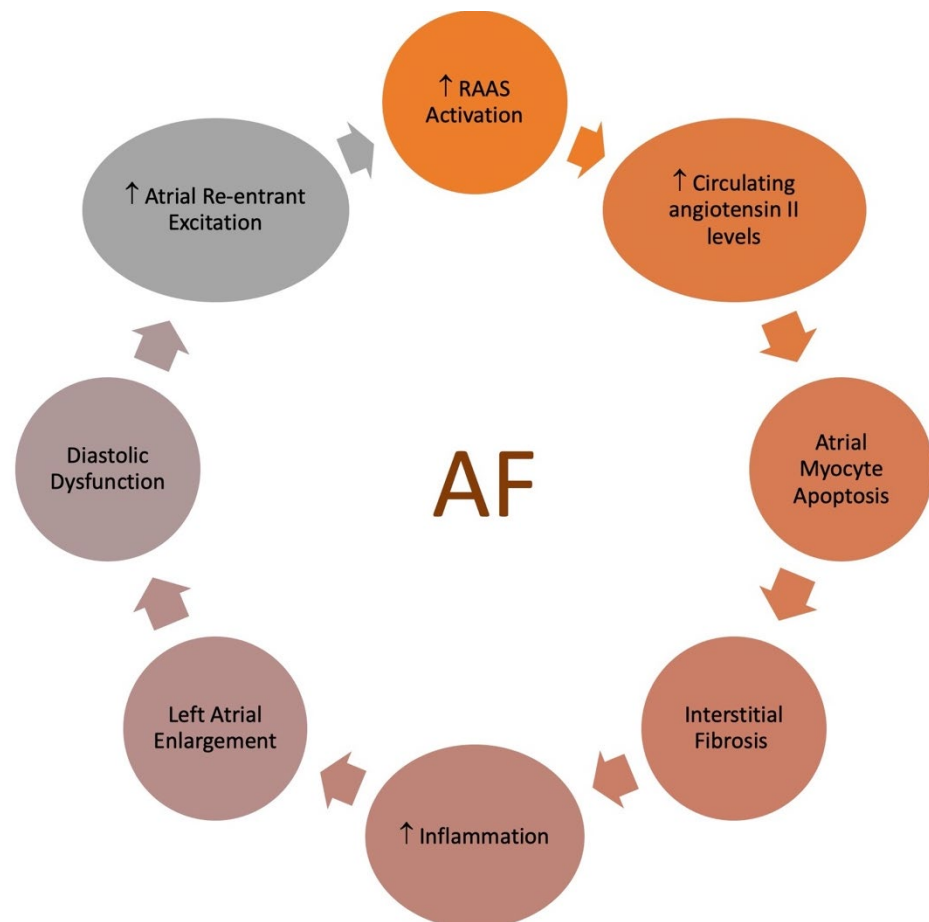 ↑ RAAS
Activation
↑ Circulating
angiotensin II
levels
Atrial
Myocyte
Apoptosis
Interstitial
Fibrosis
↑ Inflammation
Left Atrial
Enlargement
Diastolic
Dysfunction
↑ Atrial Re-entrant
Excitation
AF